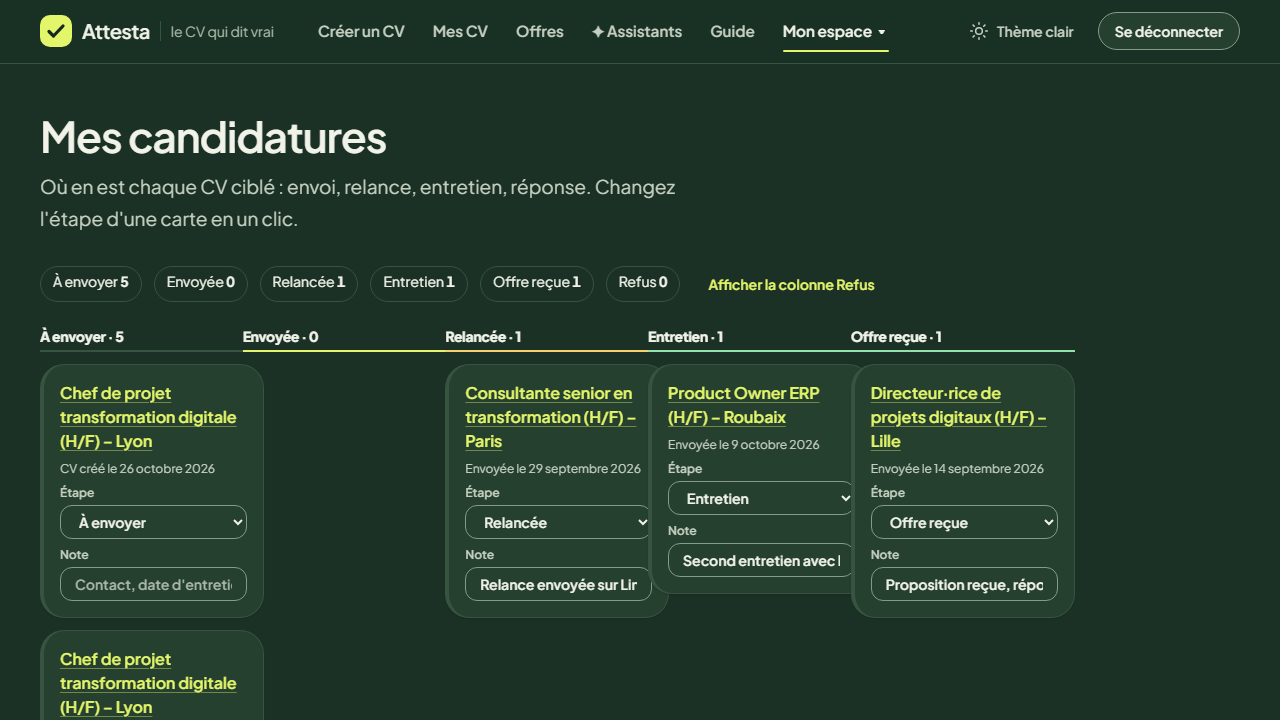 Attesta
le CV qui dit vrai
Créer un CV
Mes CV
Offres
Assistants
Guide
Mon espace
Thème clair
Se déconnecter
Mes candidatures
Où en est chaque CV ciblé : envoi, relance, entretien, réponse. Changez
l'étape d'une carte en un clic.
À envoyer 5
Envoyée 0
Relancée 1
Entretien 1
Offre reçue 1
Refus 0
Afficher la colonne Refus
À envoyer · 5
Envoyée · 0
Relancée · 1
Entretien · 1
Offre reçue · 1
Chef de projet
transformation digitale
(H/F) – Lyon
CV créé le 26 octobre 2026
Étape
À envoyer
Note
Contact, date d'entreti
Chef de projet
transformation digitale
(H/F) – Lyon
Consultante senior en
transformation (H/F) –
Paris
Envoyée le 29 septembre 2026
Étape
Relancée
Note
Relance envoyée sur Lin
Product Owner ERP
(H/F) – Roubaix
Envoyée le 9 octobre 2026
Étape
Entretien
Note
Second entretien avec l
Directeur·rice de
projets digitaux (H/F) –
Lille
Envoyée le 14 septembre 2026
Étape
Offre reçue
Note
Proposition reçue, répo